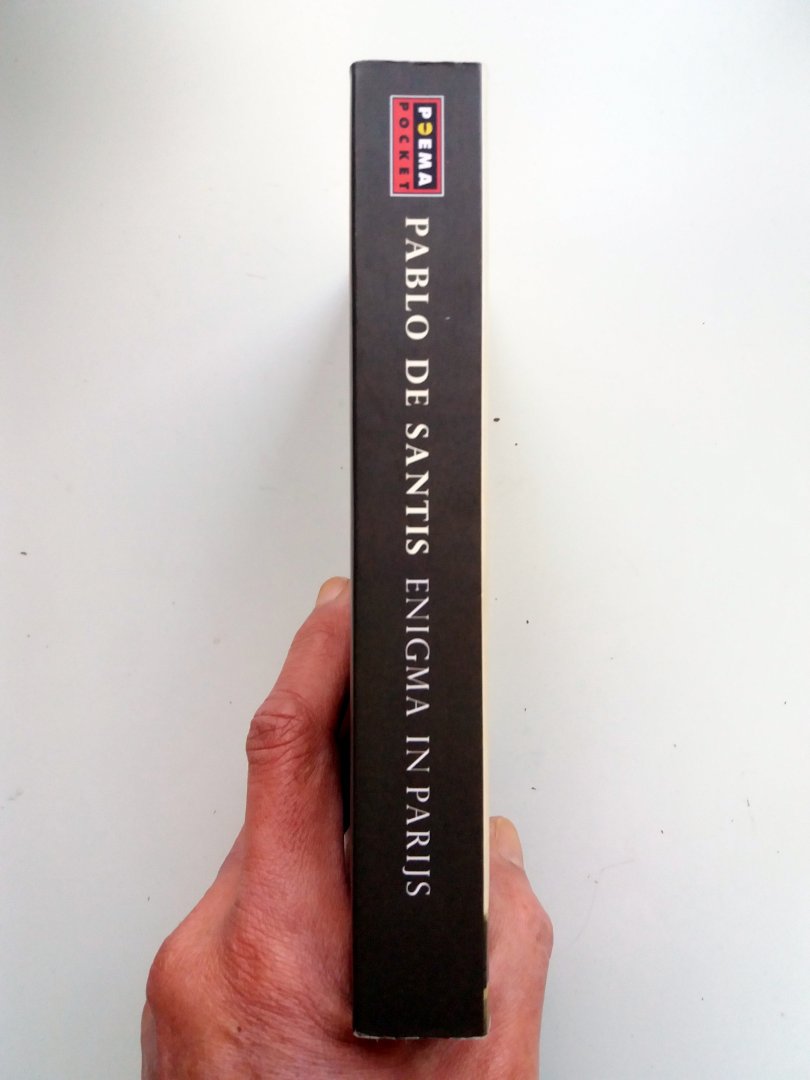 POEMA
POCKET
PABLO DE SANTIS ENIGMA IN PARIJS